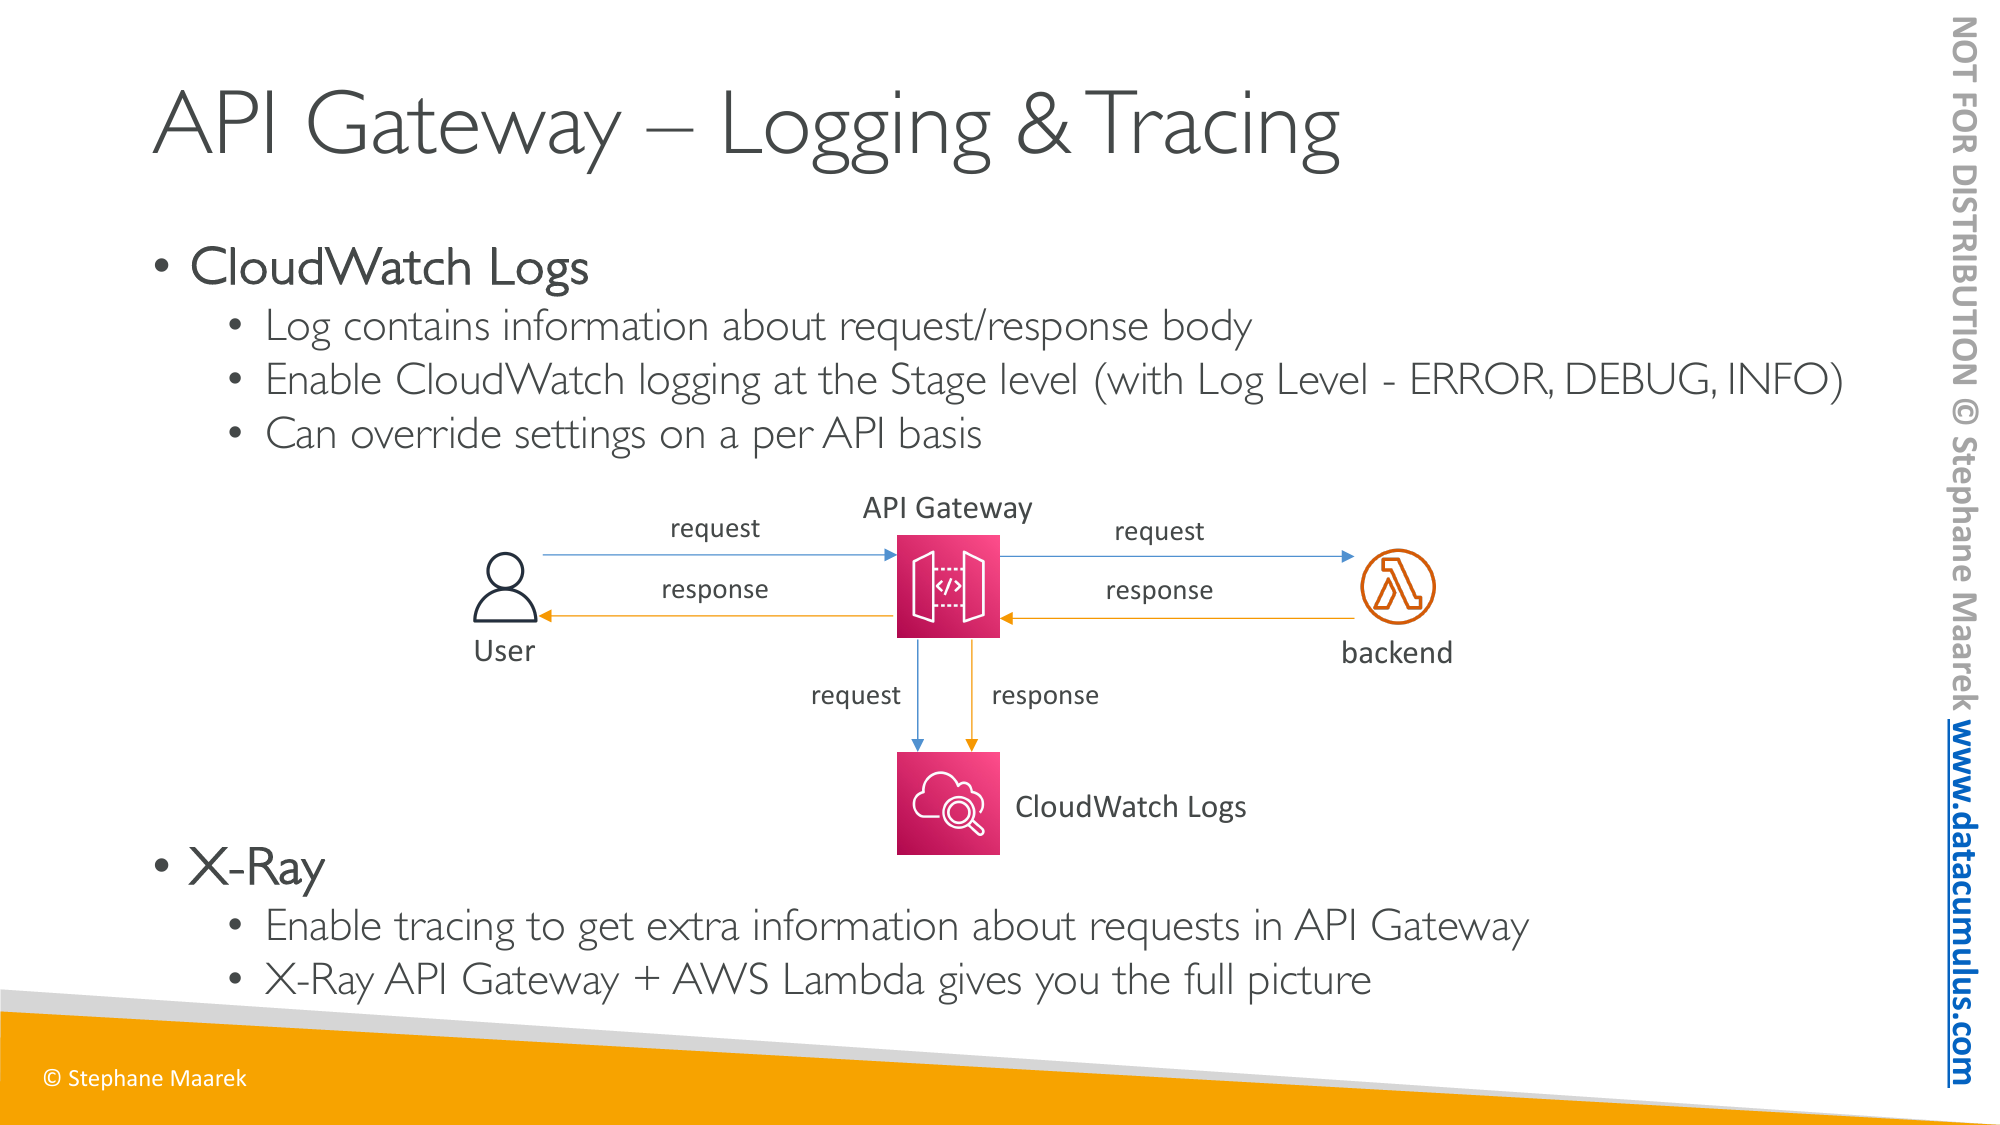 API Gateway – Logging & Tracing
• CloudWatch Logs
• Log contains information about request/response body
• Enable CloudWatch logging at the Stage level (with Log Level - ERROR, DEBUG, INFO)
• Can override settings on a per API basis
API Gateway
request
request
response
response
User
backend
request
response
CloudWatch Logs
• X-Ray
• Enable tracing to get extra information about requests in API Gateway
• X-Ray API Gateway + AWS Lambda gives you the full picture
© Stephane Maarek
NOT FOR DISTRIBUTION © Stephane Maarek www.datacumulus.com